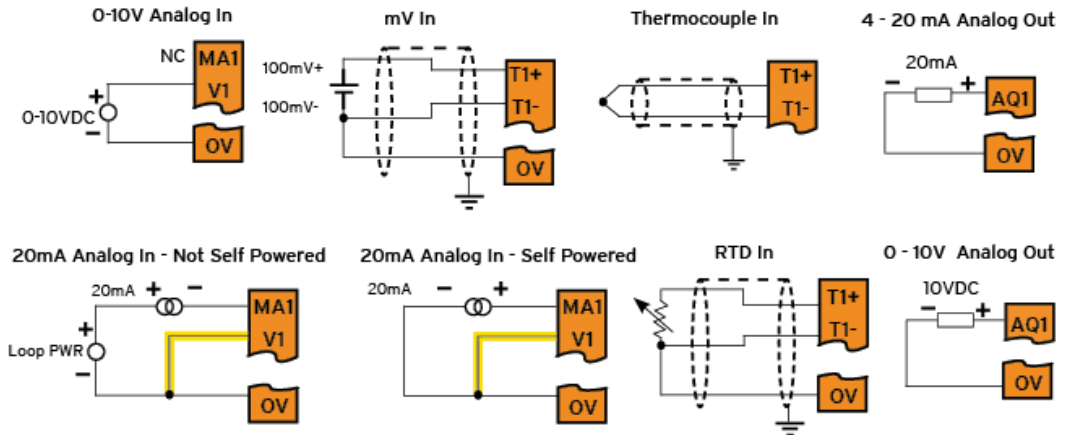 0-10V Analog In
NC
MA1
V1
+
0-10VDC
−
OV
mV In
100mV+
100mV-
T1+
T1-
OV
Thermocouple In
T1+
T1-
4 - 20 mA Analog Out
20mA
−
+
AQ1
OV
20mA Analog In - Not Self Powered
20mA
+
−
MA1
V1
+
Loop PWR
−
OV
20mA Analog In - Self Powered
20mA
−
+
MA1
V1
OV
RTD In
T1+
T1-
OV
0 - 10V Analog Out
10VDC
−
+
AQ1
OV